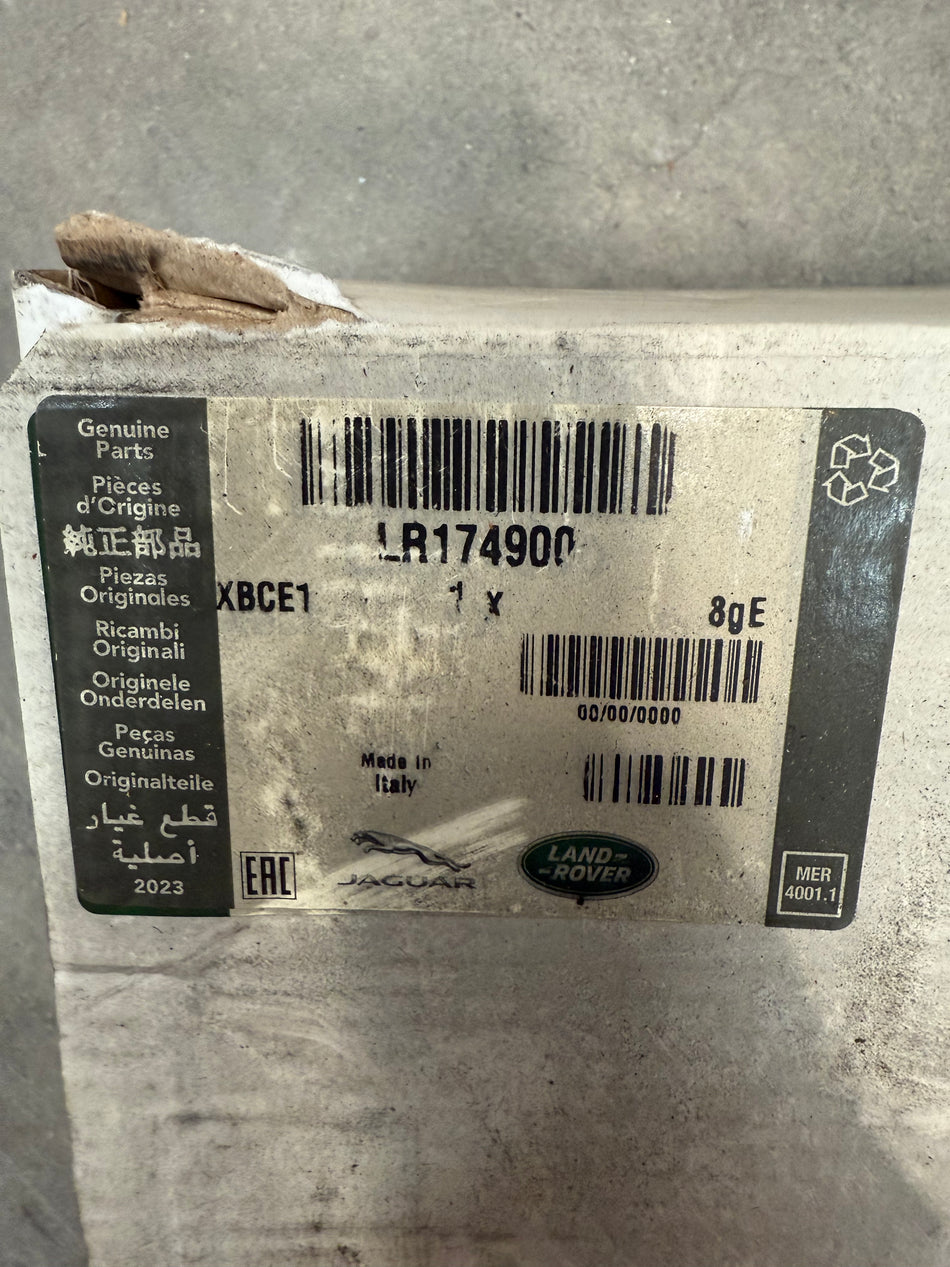 Genuine
Parts
Pièces
d'Origine
純正部品
Piezas
Originales
Ricambi
Originali
Originele
Onderdelen
Peças
Genuinas
Originalteile
قطع غيار
أصلية
2023
LR174900
XBCE1 1 x 8gE
00/00/0000
Made in
Italy
EAC
JAGUAR
LAND-
-ROVER
MER
4001.1